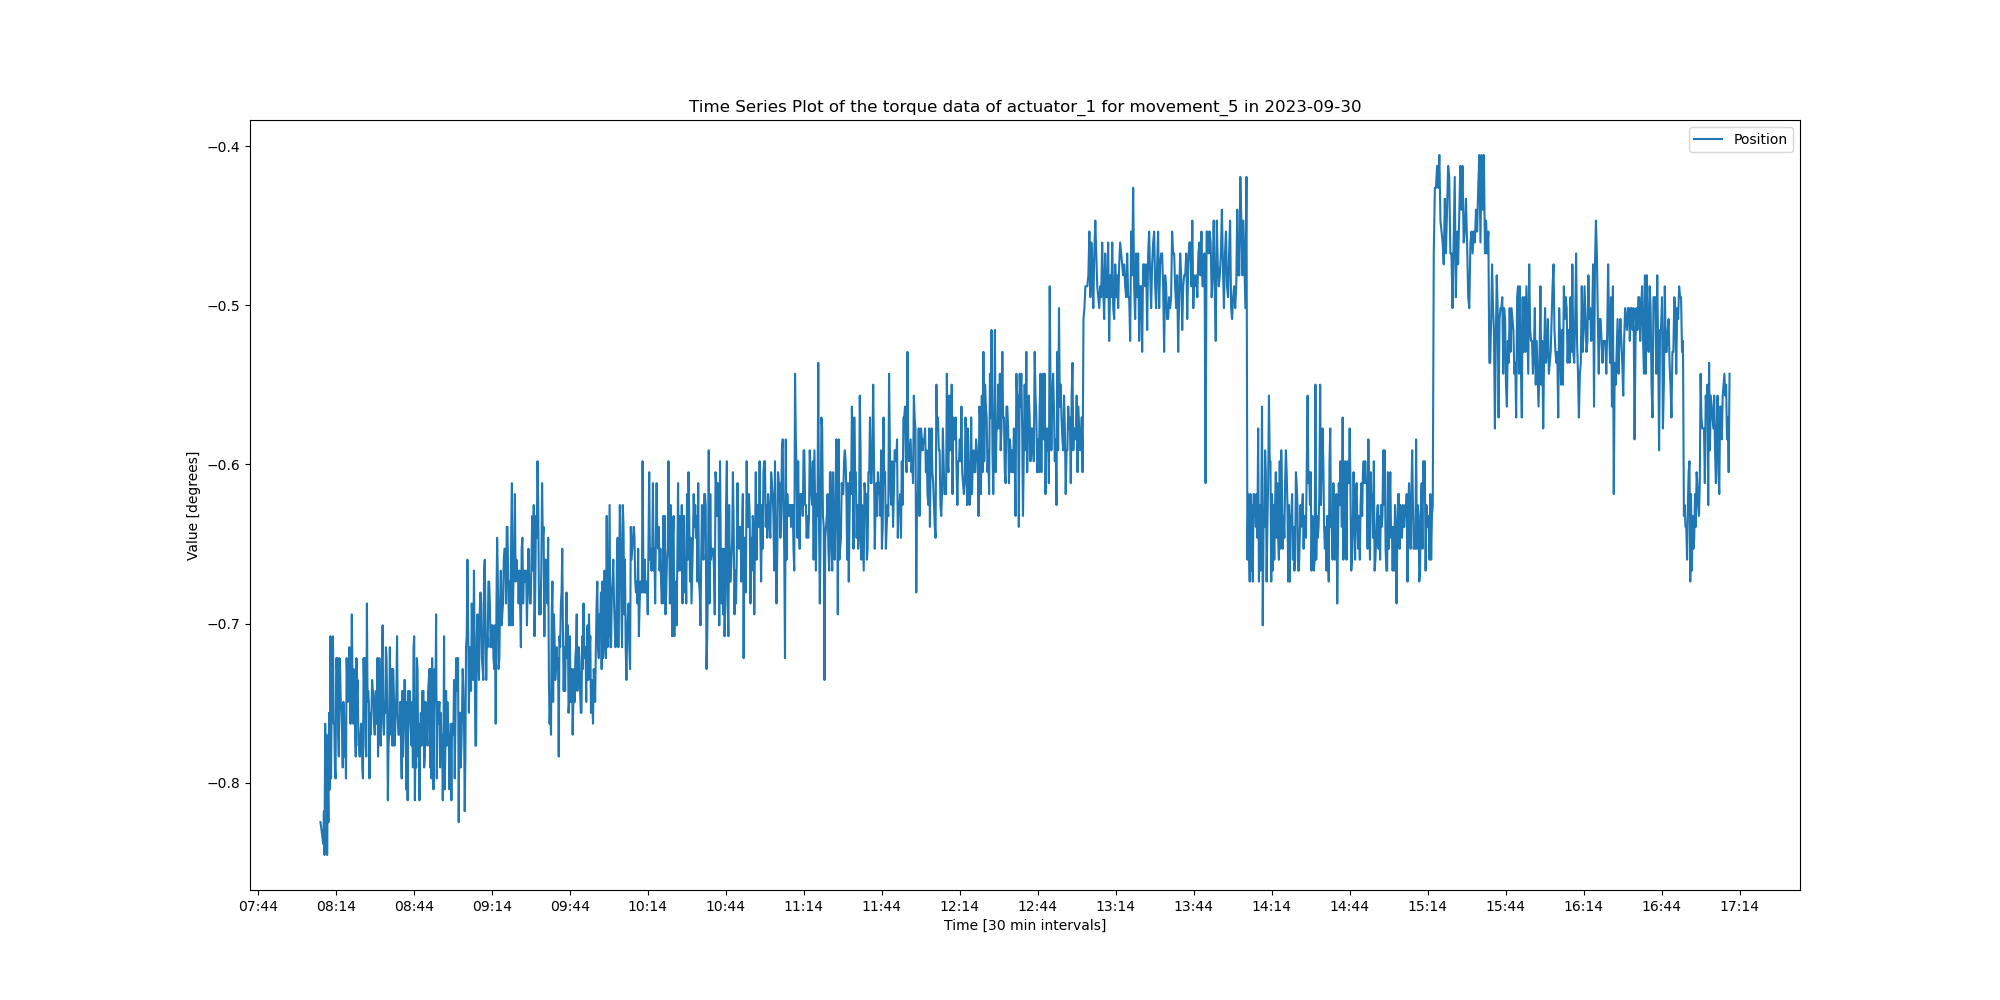 Time Series Plot of the torque data of actuator_1 for movement_5 in 2023-09-30
Position
Value [degrees]
−0.4
−0.5
−0.6
−0.7
−0.8
07:44 08:14 08:44 09:14 09:44 10:14 10:44 11:14 11:44 12:14 12:44 13:14 13:44 14:14 14:44 15:14 15:44 16:14 16:44 17:14
Time [30 min intervals]